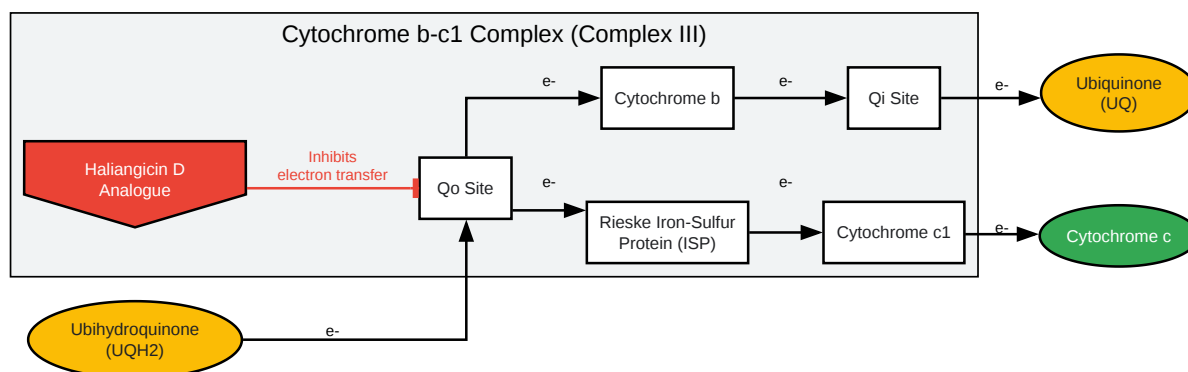 Cytochrome b-c1 Complex (Complex III)
e-
e-
e-
Cytochrome b
Qi Site
Ubiquinone
(UQ)
Haliangicin D
Analogue
Inhibits
electron transfer
Qo Site
e-
e-
Rieske Iron-Sulfur
Protein (ISP)
Cytochrome c1
e-
Cytochrome c
Ubihydroquinone
(UQH2)
e-